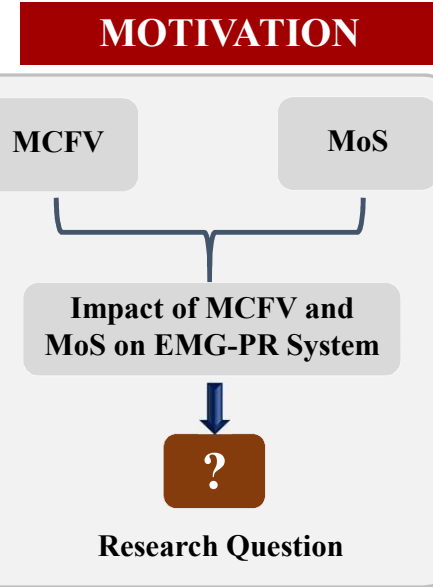 MOTIVATION
MCFV
MoS
Impact of MCFV and
MoS on EMG-PR System
?
Research Question